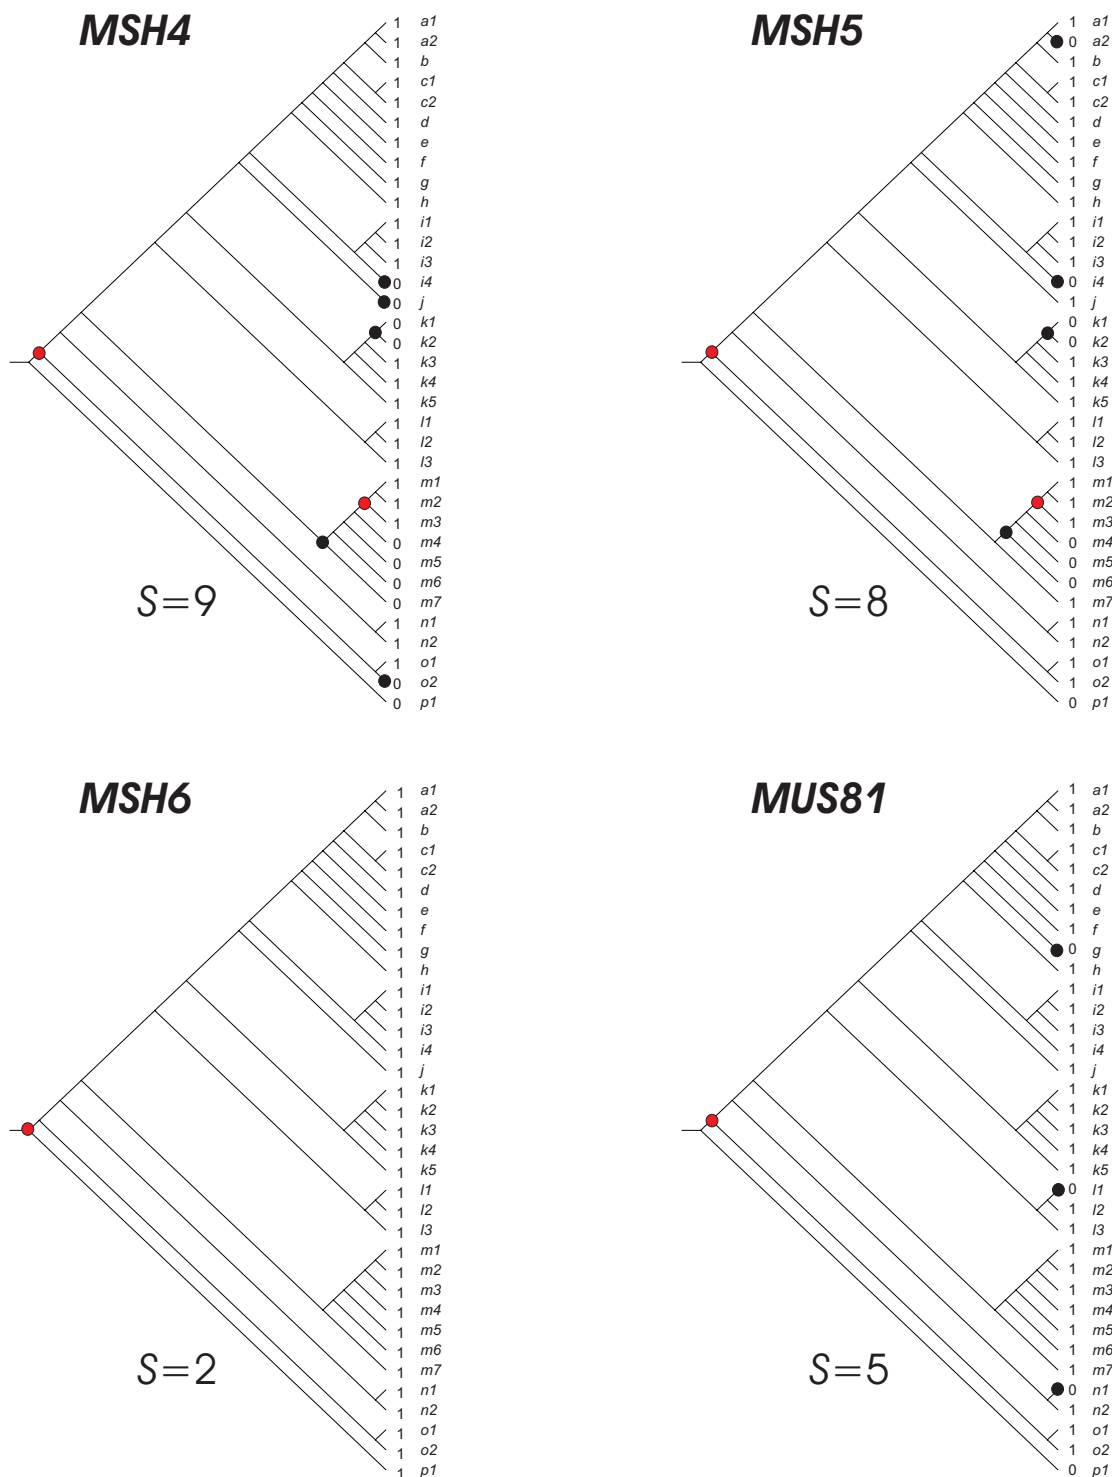 MSH4
1 a1
1 a2
1 b
1 c1
1 c2
1 d
1 e
1 f
1 g
1 h
1 i1
1 i2
1 i3
0 i4
0 j
0 k1
0 k2
1 k3
1 k4
1 k5
1 l1
1 l2
1 l3
1 m1
1 m2
1 m3
0 m4
0 m5
0 m6
0 m7
1 n1
1 n2
1 o1
0 o2
0 p1
S=9
MSH5
1 a1
0 a2
1 b
1 c1
1 c2
1 d
1 e
1 f
1 g
1 h
1 i1
1 i2
1 i3
0 i4
1 j
0 k1
0 k2
1 k3
1 k4
1 k5
1 l1
1 l2
1 l3
1 m1
1 m2
1 m3
0 m4
0 m5
0 m6
1 m7
1 n1
1 n2
1 o1
1 o2
0 p1
S=8
MSH6
1 a1
1 a2
1 b
1 c1
1 c2
1 d
1 e
1 f
1 g
1 h
1 i1
1 i2
1 i3
1 i4
1 j
1 k1
1 k2
1 k3
1 k4
1 k5
1 l1
1 l2
1 l3
1 m1
1 m2
1 m3
1 m4
1 m5
1 m6
1 m7
1 n1
1 n2
1 o1
1 o2
1 p1
S=2
MUS81
1 a1
1 a2
1 b
1 c1
1 c2
1 d
1 e
1 f
0 g
1 h
1 i1
1 i2
1 i3
1 i4
1 j
1 k1
1 k2
1 k3
1 k4
1 k5
0 l1
1 l2
1 l3
1 m1
1 m2
1 m3
1 m4
1 m5
1 m6
1 m7
0 n1
1 n2
1 o1
1 o2
0 p1
S=5